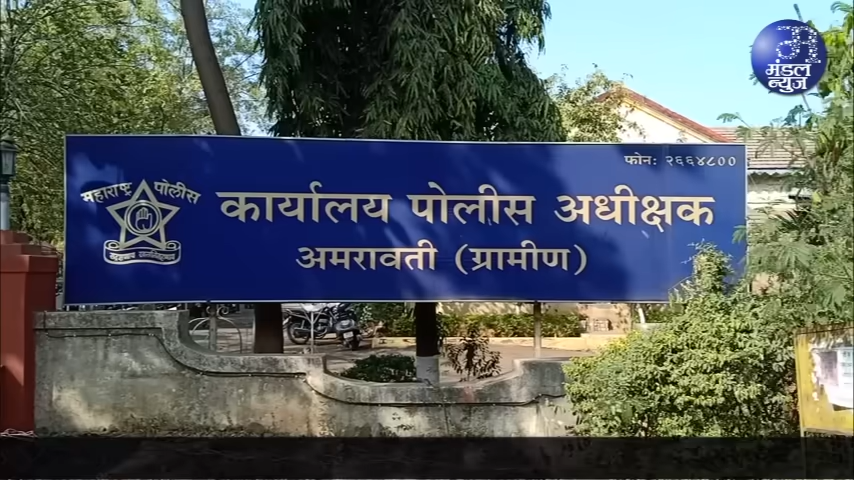 मंडल
न्युज
फोन: २६६४८००
महाराष्ट्र पोलीस
कार्यालय पोलीस अधीक्षक
अमरावती (ग्रामीण)